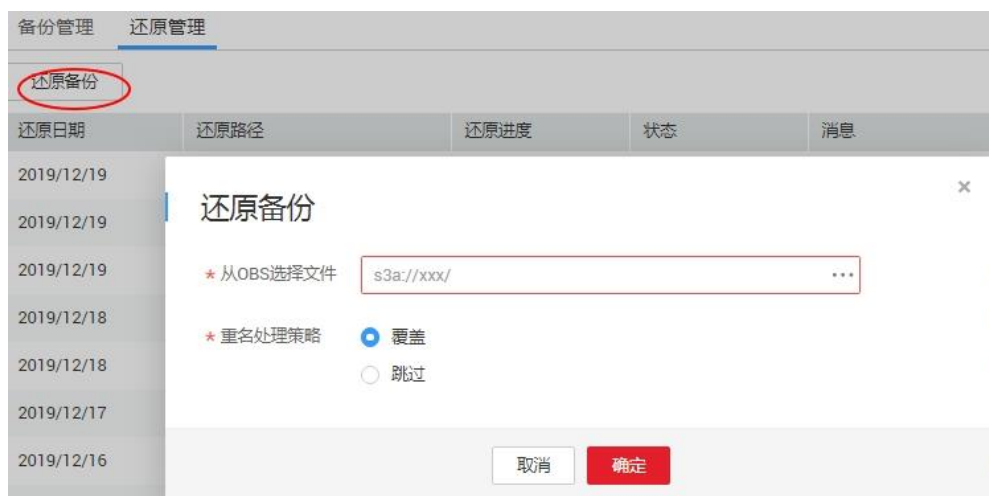 备份管理 还原管理
还原备份
还原日期 还原路径 还原进度 状态 消息
2019/12/19
2019/12/19
2019/12/19
2019/12/18
2019/12/18
2019/12/17
2019/12/16
还原备份
* 从OBS选择文件 s3a://xxx/ ...
* 重名处理策略 覆盖
跳过
取消 确定